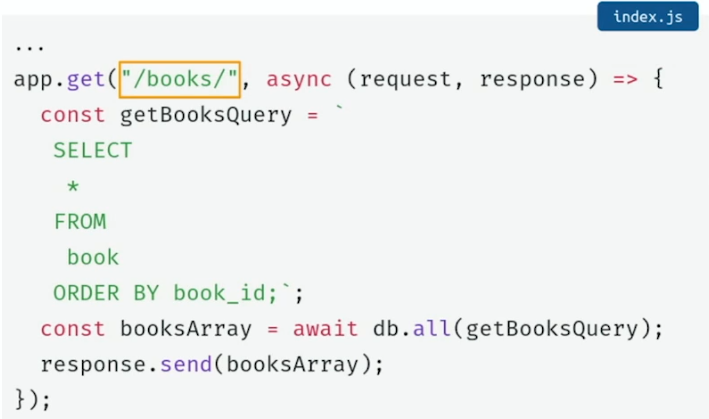 index.js
...
app.get("/books/", async (request, response) => {
  const getBooksQuery = `
   SELECT
    *
   FROM
    book
   ORDER BY book_id;`;
  const booksArray = await db.all(getBooksQuery);
  response.send(booksArray);
});